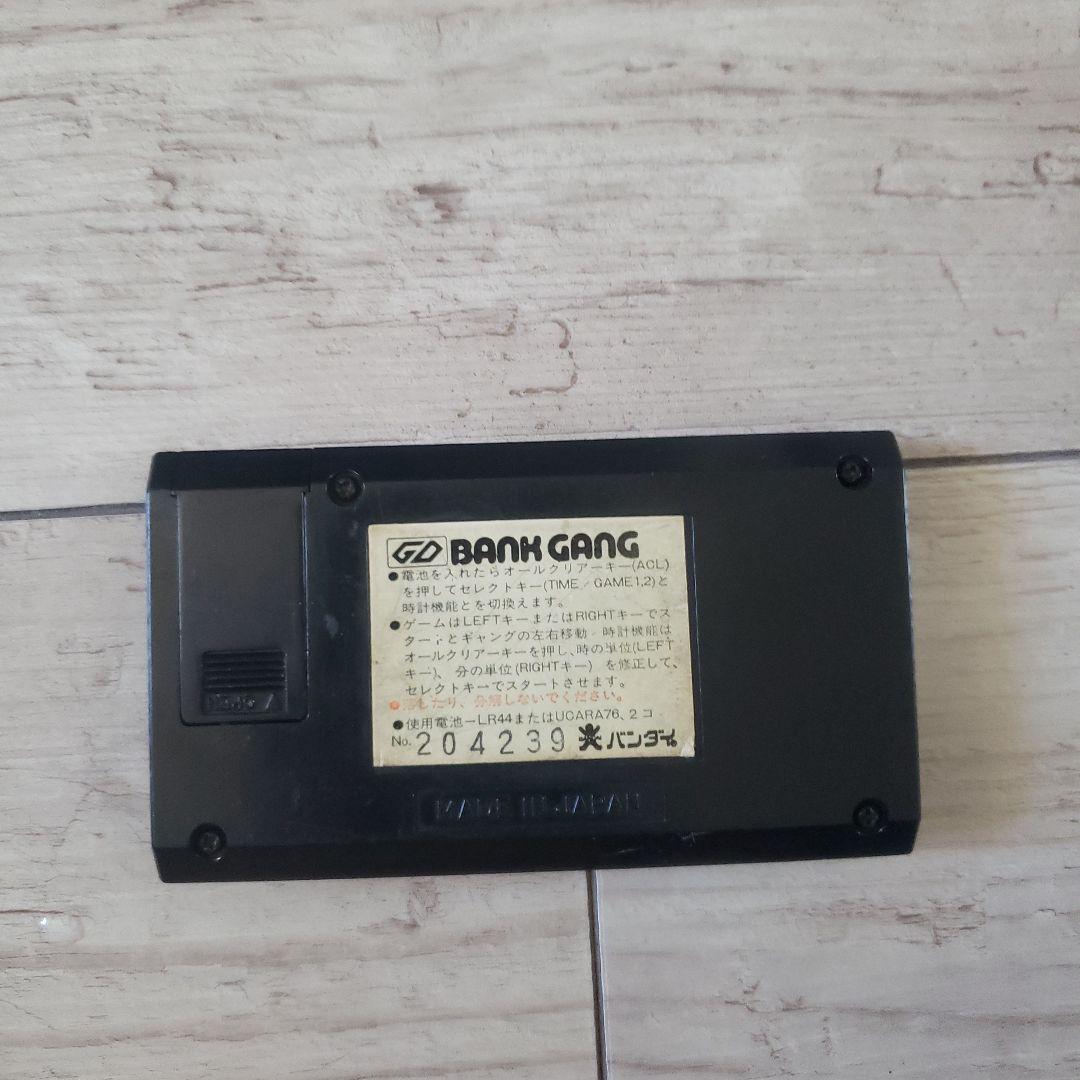 GD BANK GANG
●電池を入れたらオールクリアーキー(ACL)
を押してセレクトキー(TIME/GAME1,2)と
時計機能とを切換えます。
●ゲームはLEFTキーまたはRIGHTキーでス
タートとギャングの左右移動/時計機能は
オールクリアーキーを押し、時の単位(LEFT
キー)、分の単位(RIGHTキー)を修正して、
セレクトキーでスタートさせます。
●落したり、分解しないでください。
●使用電池—LR44またはUCARA76、2コ
No. 204239 バンダイ
MADE IN JAPAN